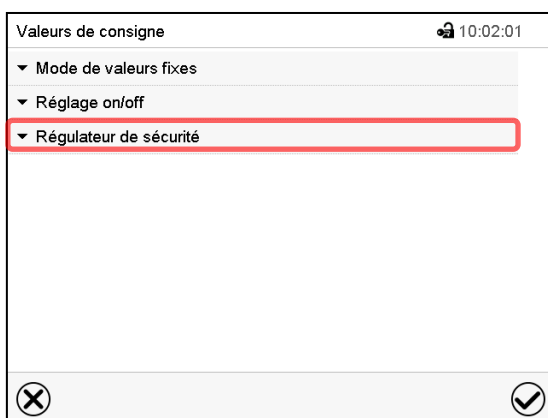 Valeurs de consigne 10:02:01
Mode de valeurs fixes
Réglage on/off
Régulateur de sécurité